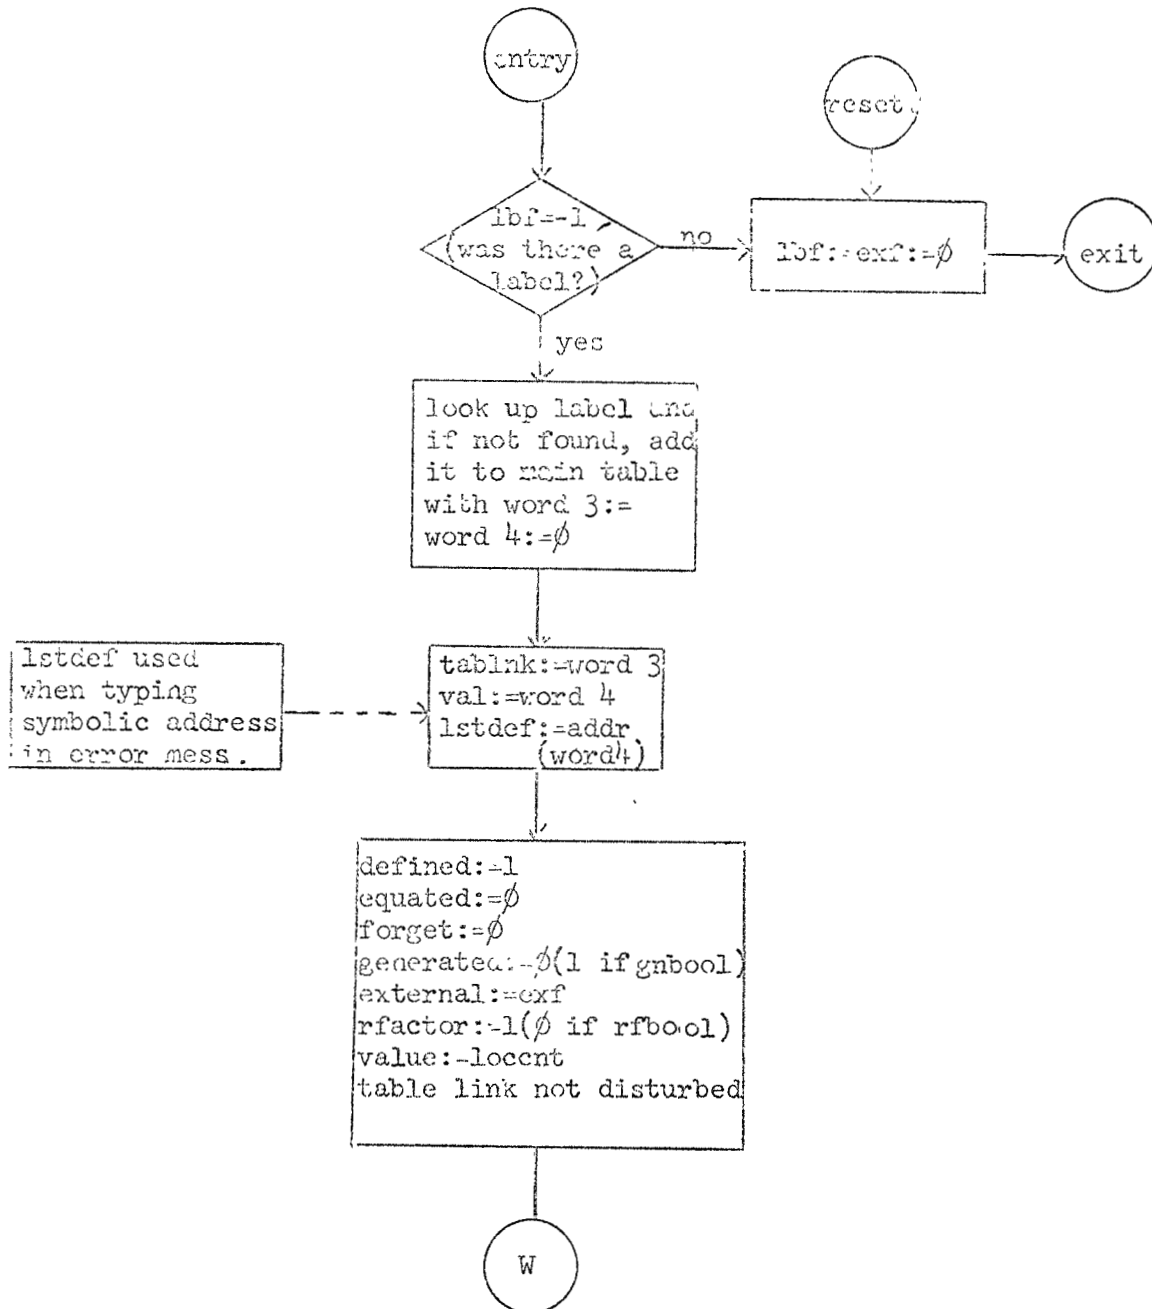 entry
reset.
lbf=-1
(was there a
label?)
no
lbf:=exf:=∅
exit
yes
look up label and
if not found, add
it to main table
with word 3:=
word 4:=∅
lstdef used
when typing
symbolic address
in error mess.
tablnk:=word 3
val:=word 4
lstdef:=addr
(word4)
defined:=1
equated:=∅
forget:=∅
generated:=∅(1 if gnbool)
external:=exf
rfactor:=1(∅ if rfbool)
value:=loccnt
table link not disturbed
W